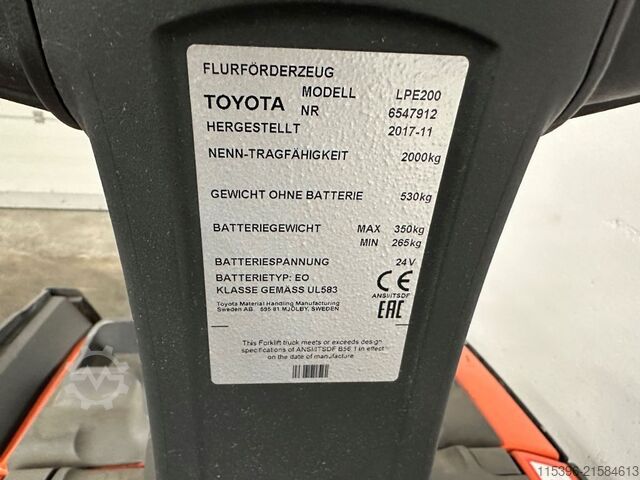 FLURFÖRDERZEUG
TOYOTA MODELL LPE200
NR 6547912
HERGESTELLT 2017-11
NENN-TRAGFÄHIGKEIT 2000kg
GEWICHT OHNE BATTERIE 530kg
BATTERIEGEWICHT MAX 350kg
MIN 265kg
BATTERIESPANNUNG 24V
BATTERIETYP: EO
KLASSE GEMÄSS UL583
CE
ANSI/ITSDF
EAC
Toyota Material Handling Manufacturing
Sweden AB. 595 81 MJÖLBY, SWEDEN
This Forklift truck meets or exceeds design
specifications of ANSI/ITSDF B56.1 in effect
on the date of manufacture
115393-21584613